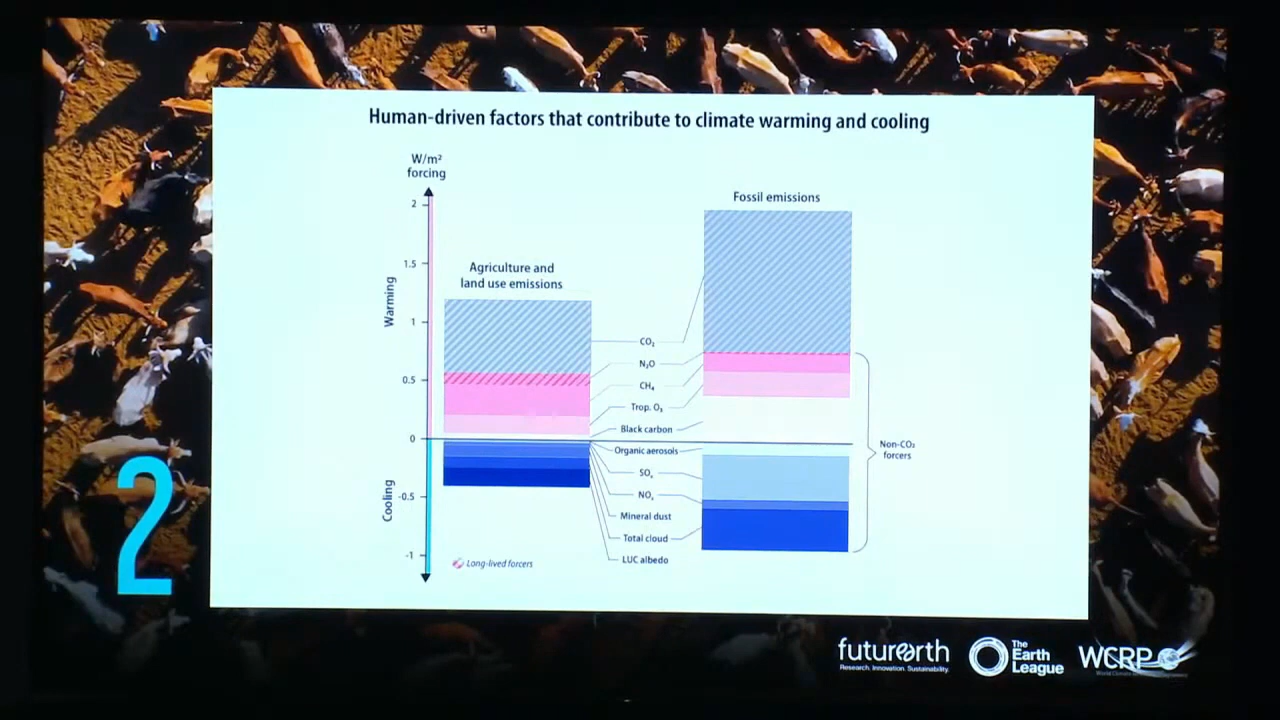 Human-driven factors that contribute to climate warming and cooling
W/m²
forcing
2
1.5
1
0.5
0
-0.5
-1
Warming
Cooling
Agriculture and
land use emissions
Fossil emissions
CO₂
N₂O
CH₄
Trop. O₃
Black carbon
Organic aerosols
SOₓ
NOₓ
Mineral dust
Total cloud
LUC albedo
Non-CO₂
forcers
Long-lived forcers
2
futurerth
Research. Innovation. Sustainability.
The
Earth
League
WCRP
World Climate